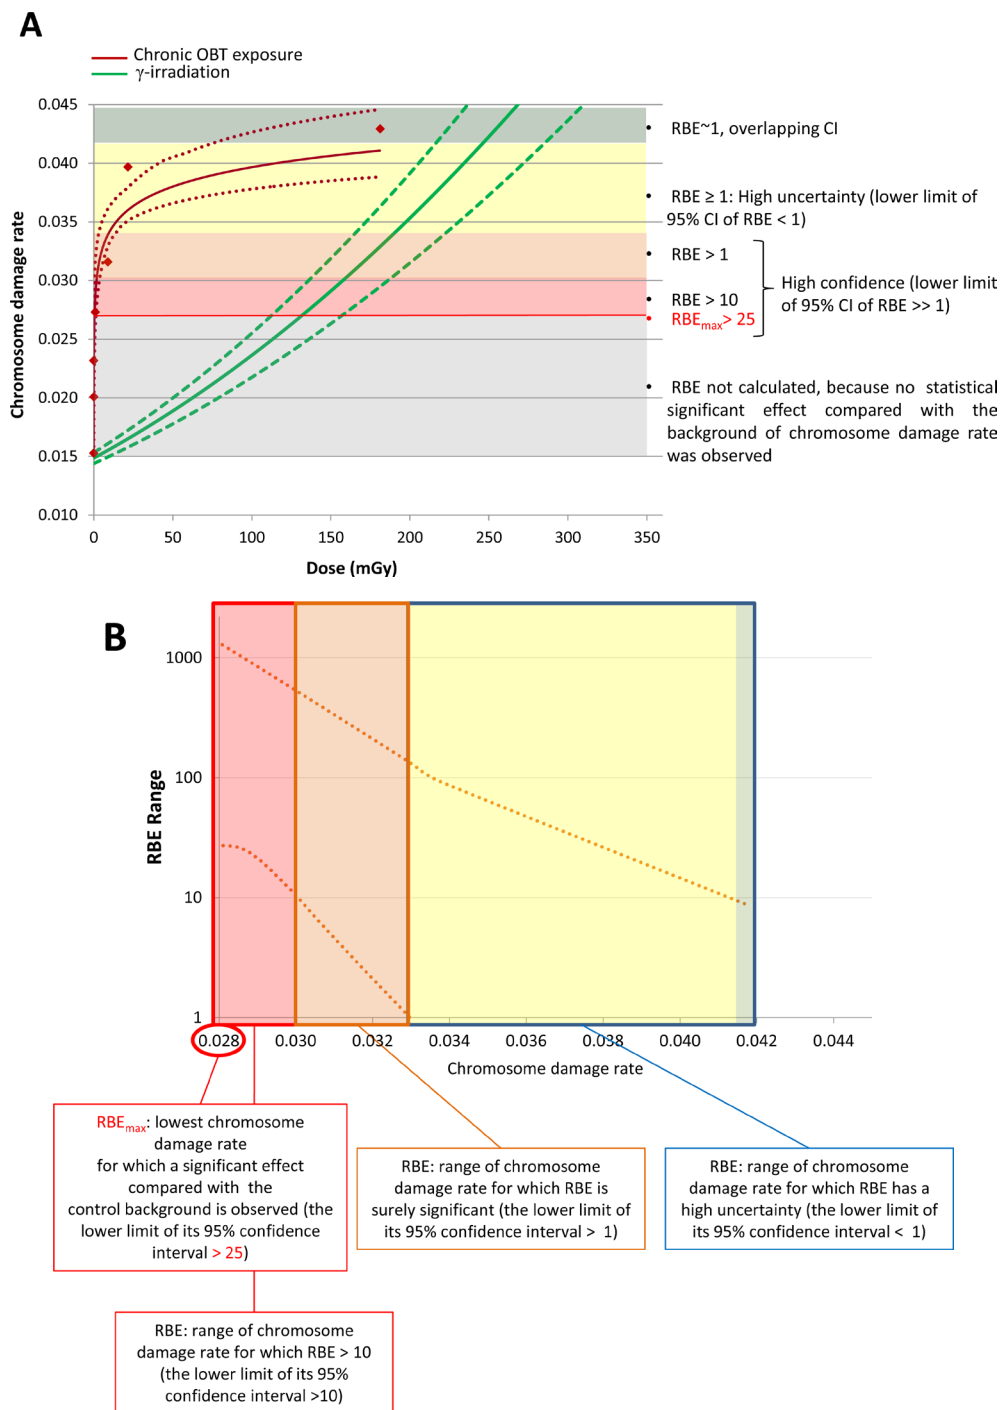 A
Chronic OBT exposure
γ-irradiation
0.045
0.040
0.035
0.030
0.025
0.020
0.015
0.010
Chromosome damage rate
0 50 100 150 200 250 300 350
Dose (mGy)
RBE~1, overlapping CI
RBE ≥ 1: High uncertainty (lower limit of
95% CI of RBE < 1)
RBE > 1
RBE > 10
RBEmax> 25
High confidence (lower limit
of 95% CI of RBE >> 1)
RBE not calculated, because no statistical
significant effect compared with the
background of chromosome damage rate
was observed
B
1000
100
10
1
RBE Range
0.028 0.030 0.032 0.034 0.036 0.038 0.040 0.042 0.044
Chromosome damage rate
RBEmax: lowest chromosome
damage rate
for which a significant effect
compared with the
control background is observed (the
lower limit of its 95% confidence
interval > 25)
RBE: range of chromosome
damage rate for which RBE is
surely significant (the lower limit of
its 95% confidence interval > 1)
RBE: range of chromosome
damage rate for which RBE has a
high uncertainty (the lower limit of
its 95% confidence interval < 1)
RBE: range of chromosome
damage rate for which RBE > 10
(the lower limit of its 95%
confidence interval >10)